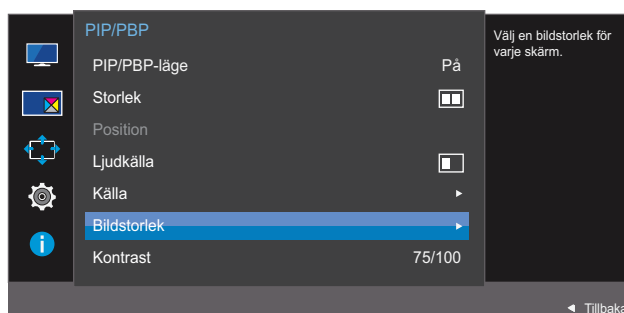 PIP/PBP
PIP/PBP-läge På
Storlek
Position
Ljudkälla
Källa
Bildstorlek
Kontrast 75/100
Välj en bildstorlek för
varje skärm.
Tillbaka